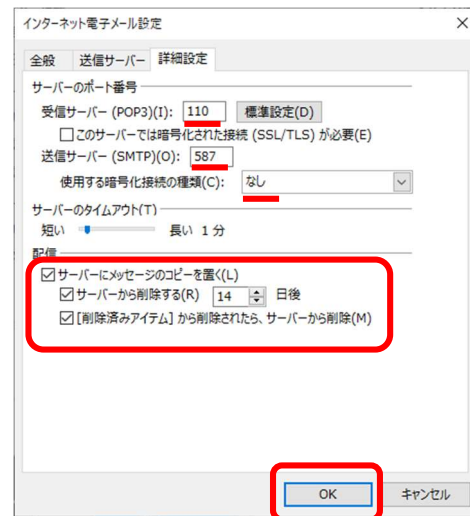 インターネット電子メール設定
全般 送信サーバー 詳細設定
サーバーのポート番号
受信サーバー (POP3)(I): 110 標準設定(D)
このサーバーでは暗号化された接続 (SSL/TLS) が必要(E)
送信サーバー (SMTP)(O): 587
使用する暗号化接続の種類(C): なし
サーバーのタイムアウト(T)
短い 長い 1 分
配信
サーバーにメッセージのコピーを置く(L)
サーバーから削除する(R) 14 日後
[削除済みアイテム] から削除されたら、サーバーから削除(M)
OK キャンセル